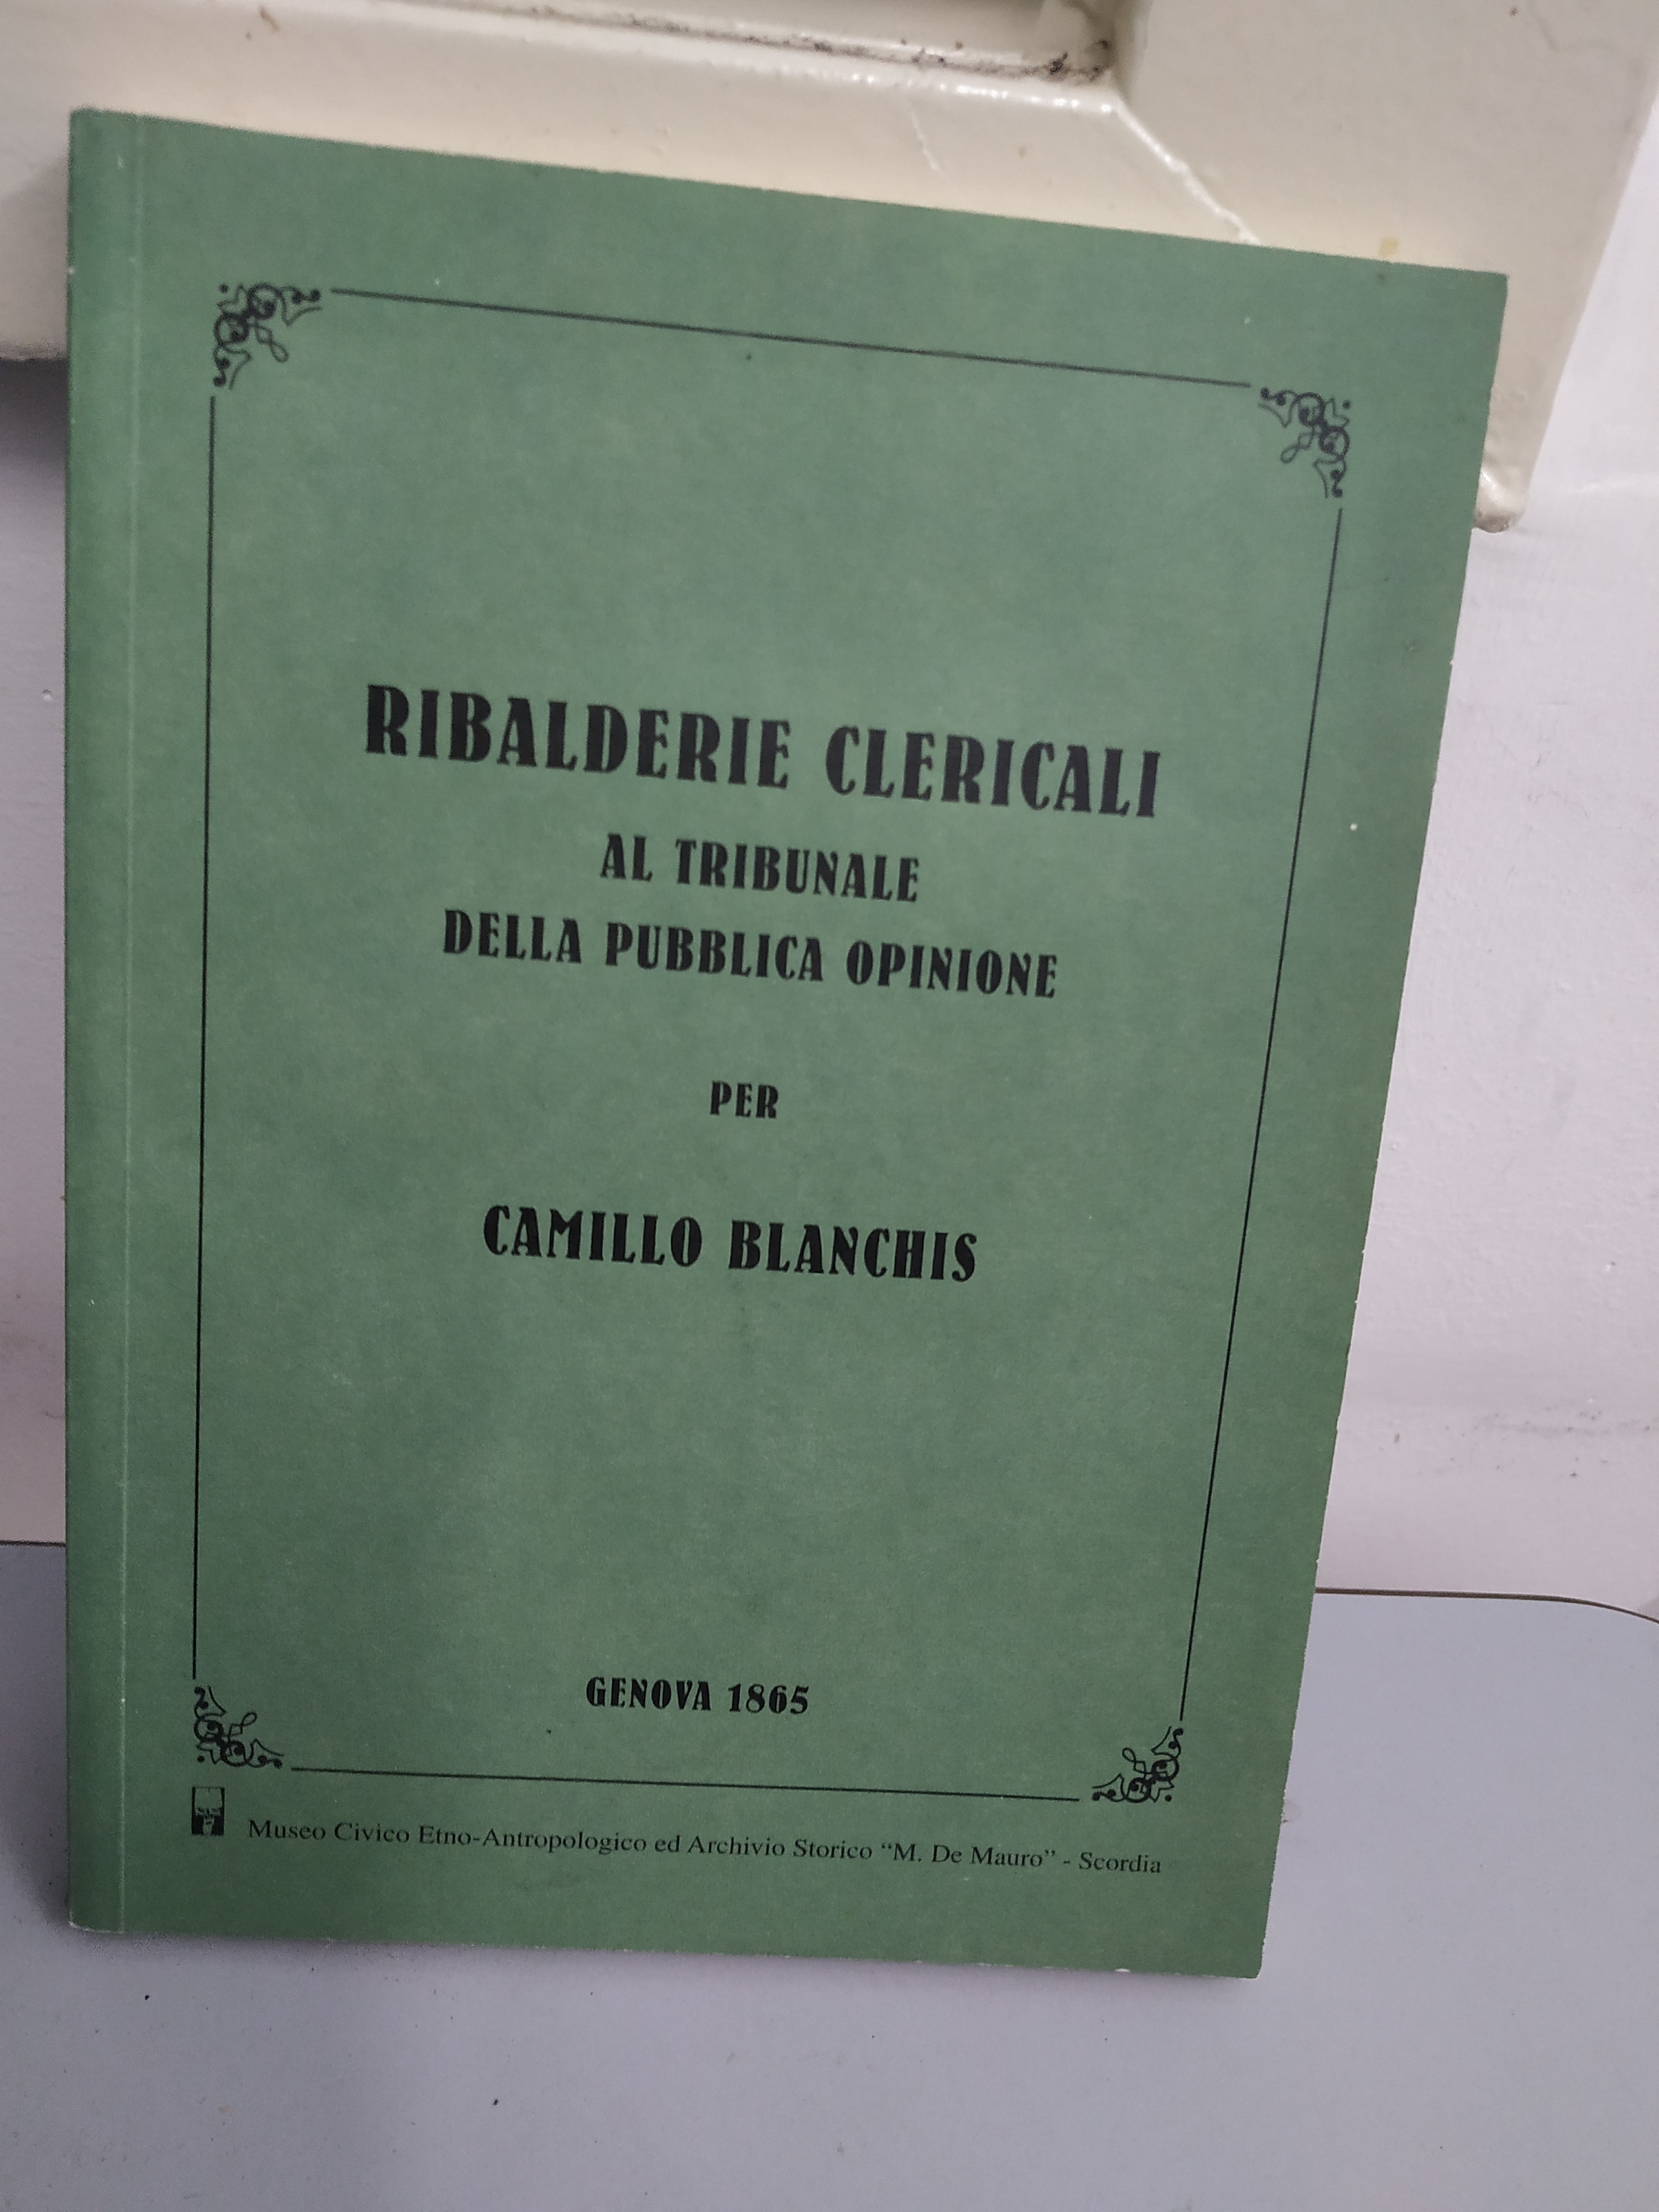 RIBALDERIE CLERICALI
AL TRIBUNALE
DELLA PUBBLICA OPINIONE
PER
CAMILLO BLANCHIS
GENOVA 1865
Museo Civico Etno-Antropologico ed Archivio Storico “M. De Mauro” - Scordia